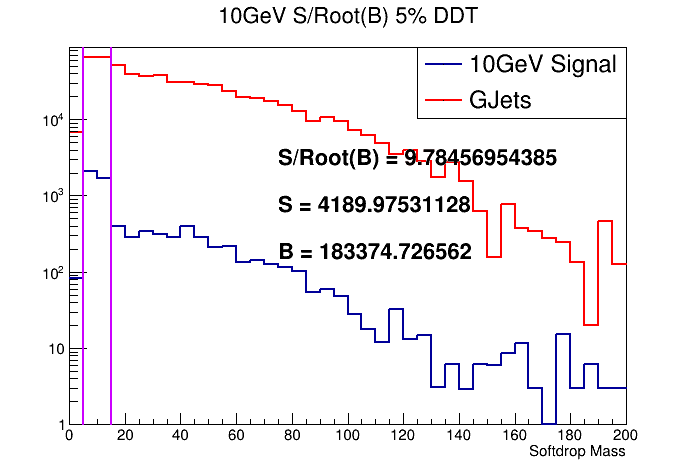 10GeV S/Root(B) 5% DDT
10GeV Signal
GJets
S/Root(B) = 9.78456954385
S = 4189.97531128
B = 183374.726562
10⁴
10³
10²
10
1
0 20 40 60 80 100 120 140 160 180 200
Softdrop Mass